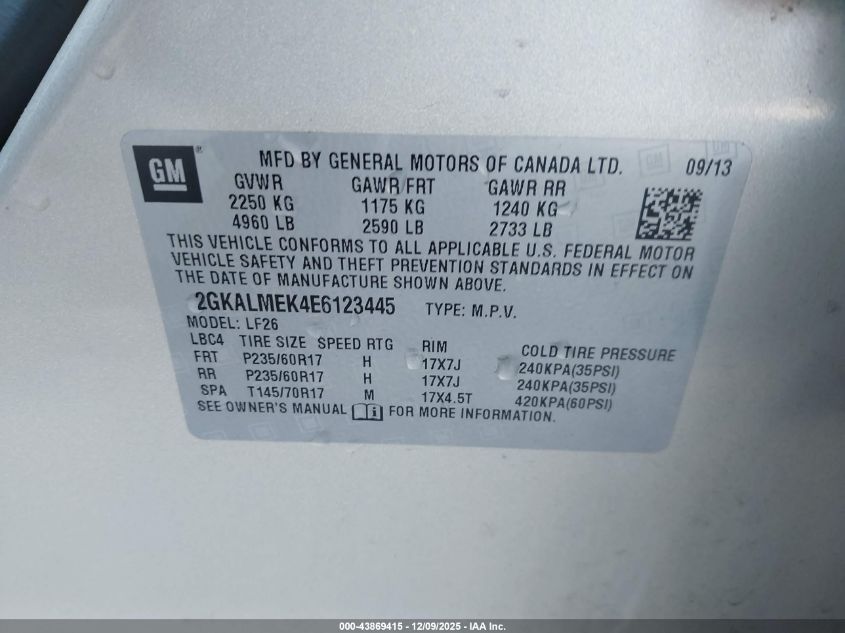 GM ® MFD BY GENERAL MOTORS OF CANADA LTD. 09/13
GVWR GAWR FRT GAWR RR
2250 KG 1175 KG 1240 KG
4960 LB 2590 LB 2733 LB
THIS VEHICLE CONFORMS TO ALL APPLICABLE U.S. FEDERAL MOTOR
VEHICLE SAFETY AND THEFT PREVENTION STANDARDS IN EFFECT ON
THE DATE OF MANUFACTURE SHOWN ABOVE.
2GKALMEK4E6123445 TYPE: M.P.V.
MODEL: LF26
LBC4 TIRE SIZE SPEED RTG RIM COLD TIRE PRESSURE
FRT P235/60R17 H 17X7J 240KPA(35PSI)
RR P235/60R17 H 17X7J 240KPA(35PSI)
SPA T145/70R17 M 17X4.5T 420KPA(60PSI)
SEE OWNER'S MANUAL i FOR MORE INFORMATION.
000-43869415 - 12/09/2025 - IAA Inc.